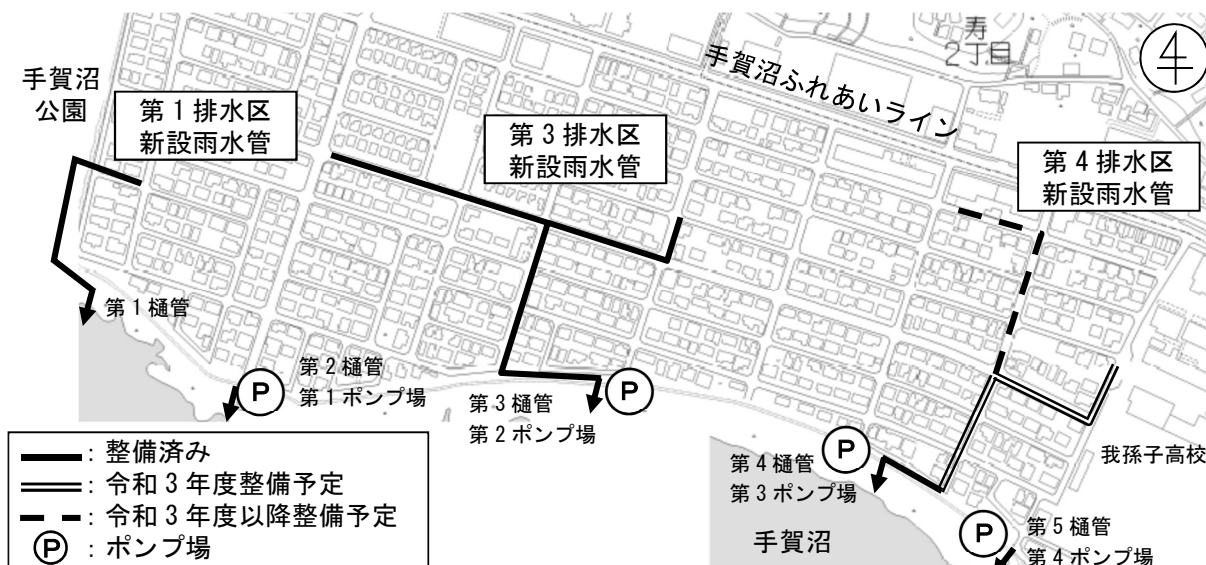 寿
2丁目
手賀沼
公園
第1排水区
新設雨水管
手賀沼ふれあいライン
第3排水区
新設雨水管
第4排水区
新設雨水管
第1樋管
第2樋管
第1ポンプ場
P
第3樋管
第2ポンプ場
P
第4樋管
第3ポンプ場
P
我孫子高校
第5樋管
第4ポンプ場
P
手賀沼
:整備済み
:令和3年度整備予定
:令和3年度以降整備予定
P:ポンプ場